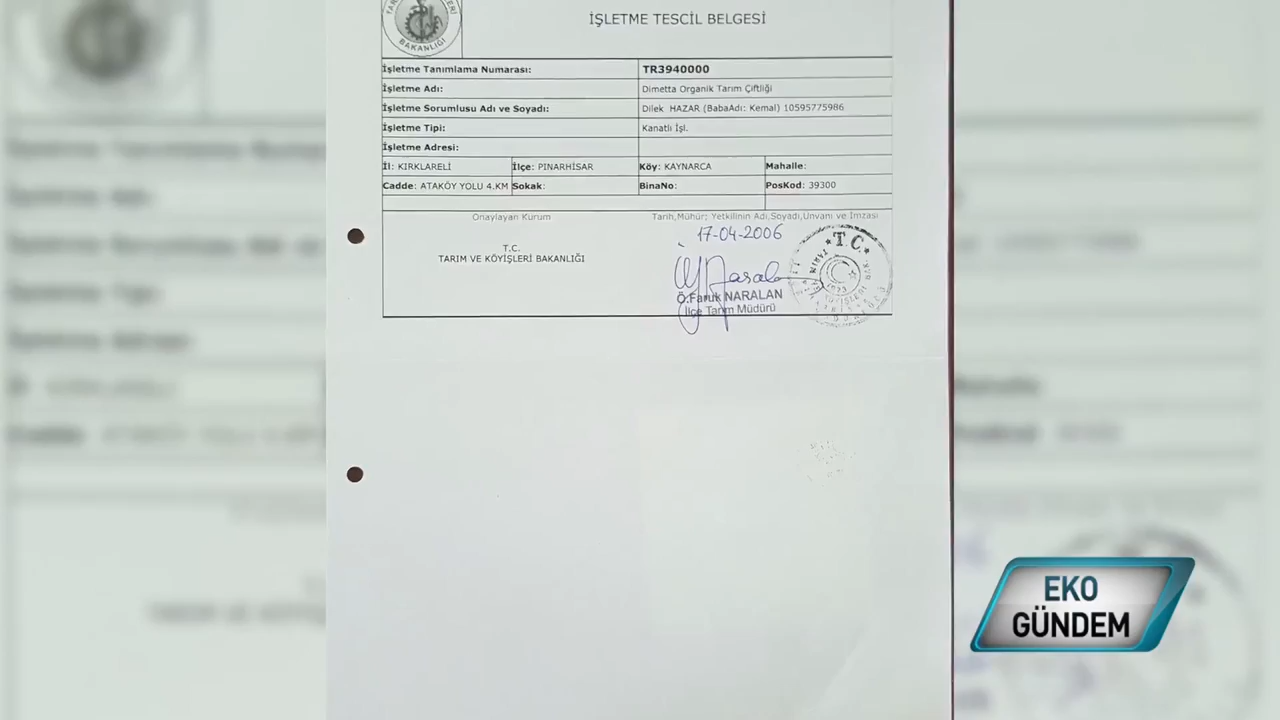 BAKANLIĞI
İŞLETME TESCİL BELGESİ
İşletme Tanımlama Numarası: TR3940000
İşletme Adı: Dimetta Organik Tarım Çiftliği
İşletme Sorumlusu Adı ve Soyadı: Dilek HAZAR (BabaAdı: Kemal) 10595775986
İşletme Tipi: Kanatlı İşl.
İşletme Adresi:
İl: KIRKLARELİ İlçe: PINARHİSAR Köy: KAYNARCA Mahalle:
Cadde: ATAKÖY YOLU 4.KM Sokak: BinaNo: PosKod: 39300
Onaylayan Kurum Tarih,Mühür; Yetkilinin Adı,Soyadı,Unvanı ve İmzası
17-04-2006
T.C.
TARIM VE KÖYİŞLERİ BAKANLIĞI
Ö.Faruk NARALAN
İlçe Tarım Müdürü
T.C.
EKO
GÜNDEM